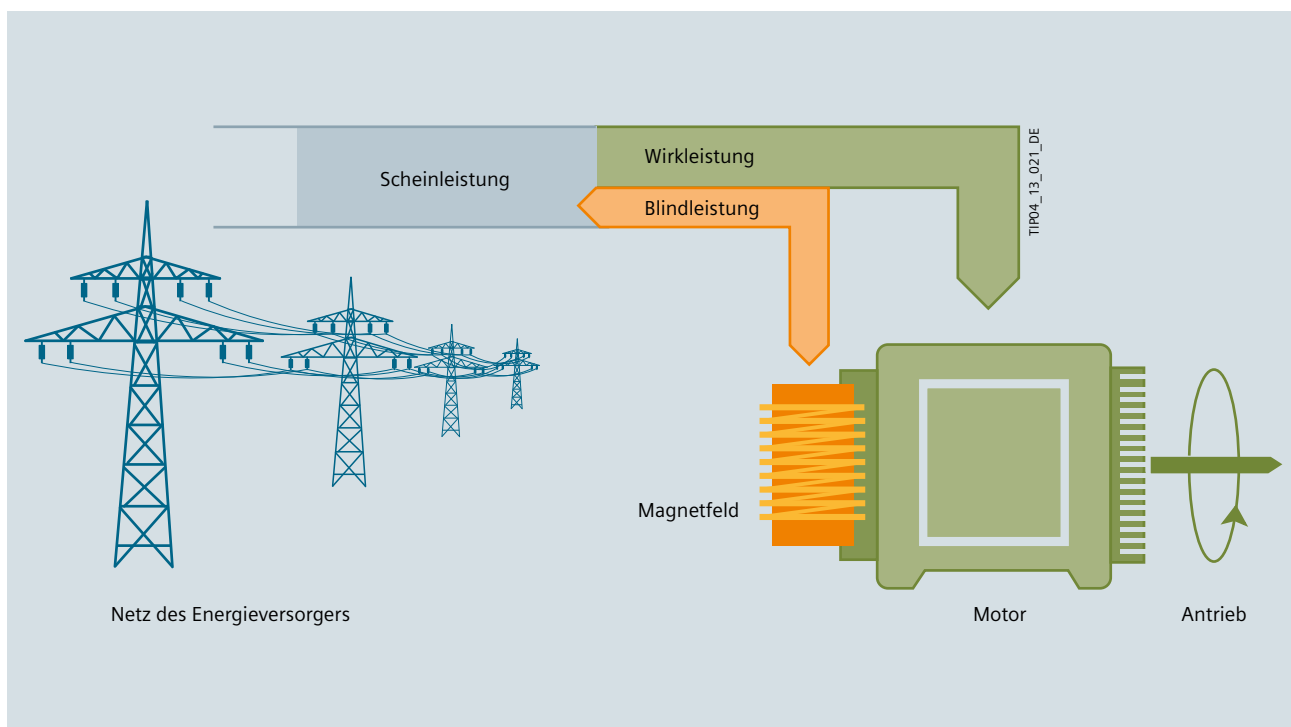 Scheinleistung
Wirkleistung
Blindleistung
TIP04_13_021_DE
Magnetfeld
Netz des Energieversorgers
Motor
Antrieb